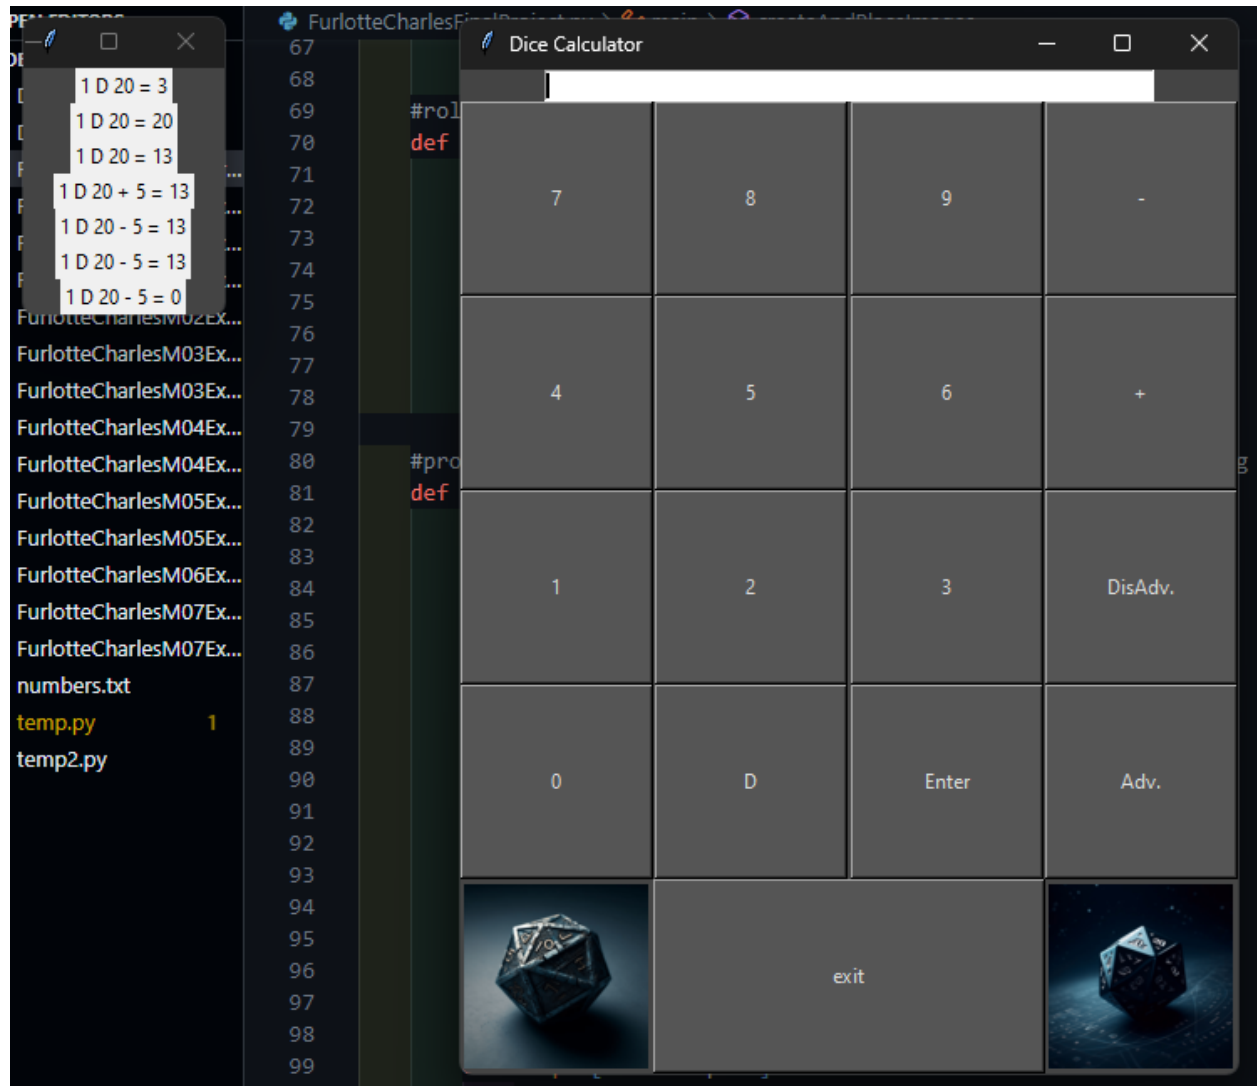 1 D 20 = 3
1 D 20 = 20
1 D 20 = 13
1 D 20 + 5 = 13
1 D 20 - 5 = 13
1 D 20 - 5 = 13
1 D 20 - 5 = 0
FurlotteCharlesM03Ex...
FurlotteCharlesM03Ex...
FurlotteCharlesM04Ex...
FurlotteCharlesM04Ex...
FurlotteCharlesM05Ex...
FurlotteCharlesM05Ex...
FurlotteCharlesM06Ex...
FurlotteCharlesM07Ex...
FurlotteCharlesM07Ex...
numbers.txt
temp.py 1
temp2.py
67
68
69 #rol
70 def
71
72
73
74
75
76
77
78
79
80 #pro
81 def
82
83
84
85
86
87
88
89
90
91
92
93
94
95
96
97
98
99
Dice Calculator
7 8 9 -
4 5 6 +
1 2 3 DisAdv.
0 D Enter Adv.
exit